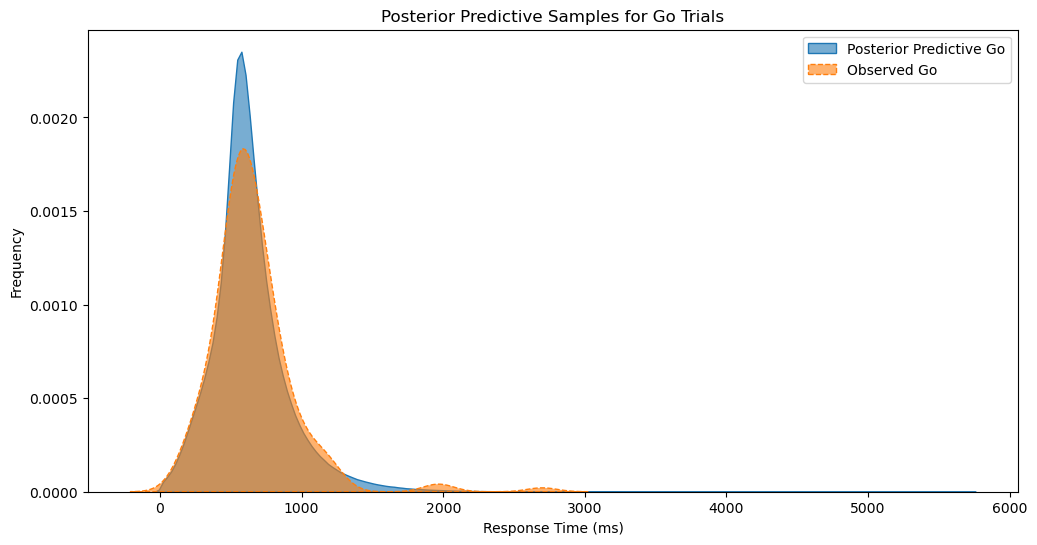 Posterior Predictive Samples for Go Trials
Posterior Predictive Go
Observed Go
Frequency
0.0020
0.0015
0.0010
0.0005
0.0000
0
1000
2000
3000
4000
5000
6000
Response Time (ms)